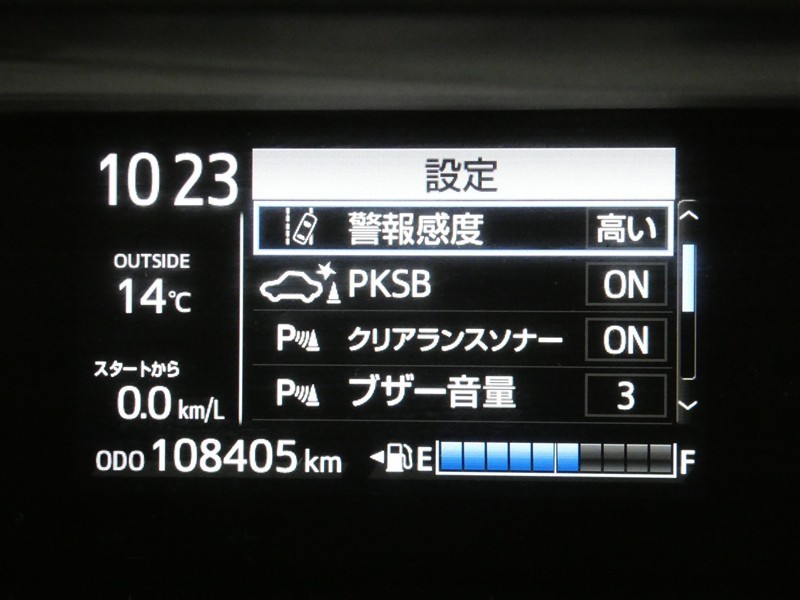 10 23
OUTSIDE
14℃
スタートから
0.0 km/L
設定
警報感度 高い
PKSB ON
P クリアランスソナー ON
P ブザー音量 3
ODO 108405 km
E F